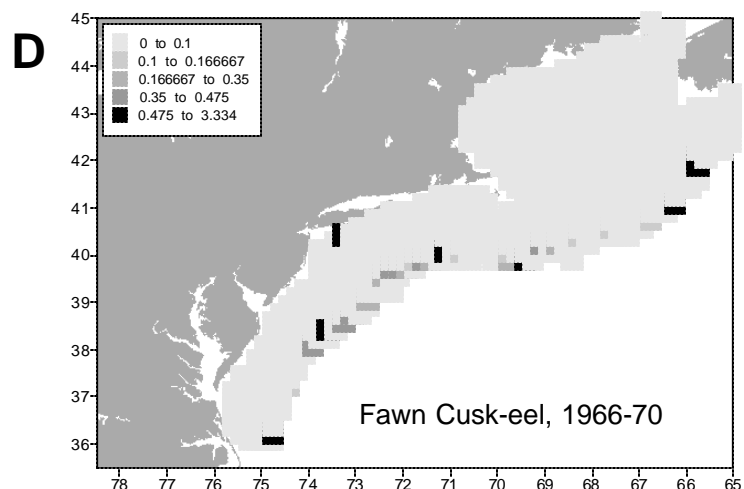 D
0 to 0.1
0.1 to 0.166667
0.166667 to 0.35
0.35 to 0.475
0.475 to 3.334
45
44
43
42
41
40
39
38
37
36
Fawn Cusk-eel, 1966-70
78 77 76 75 74 73 72 71 70 69 68 67 66 65